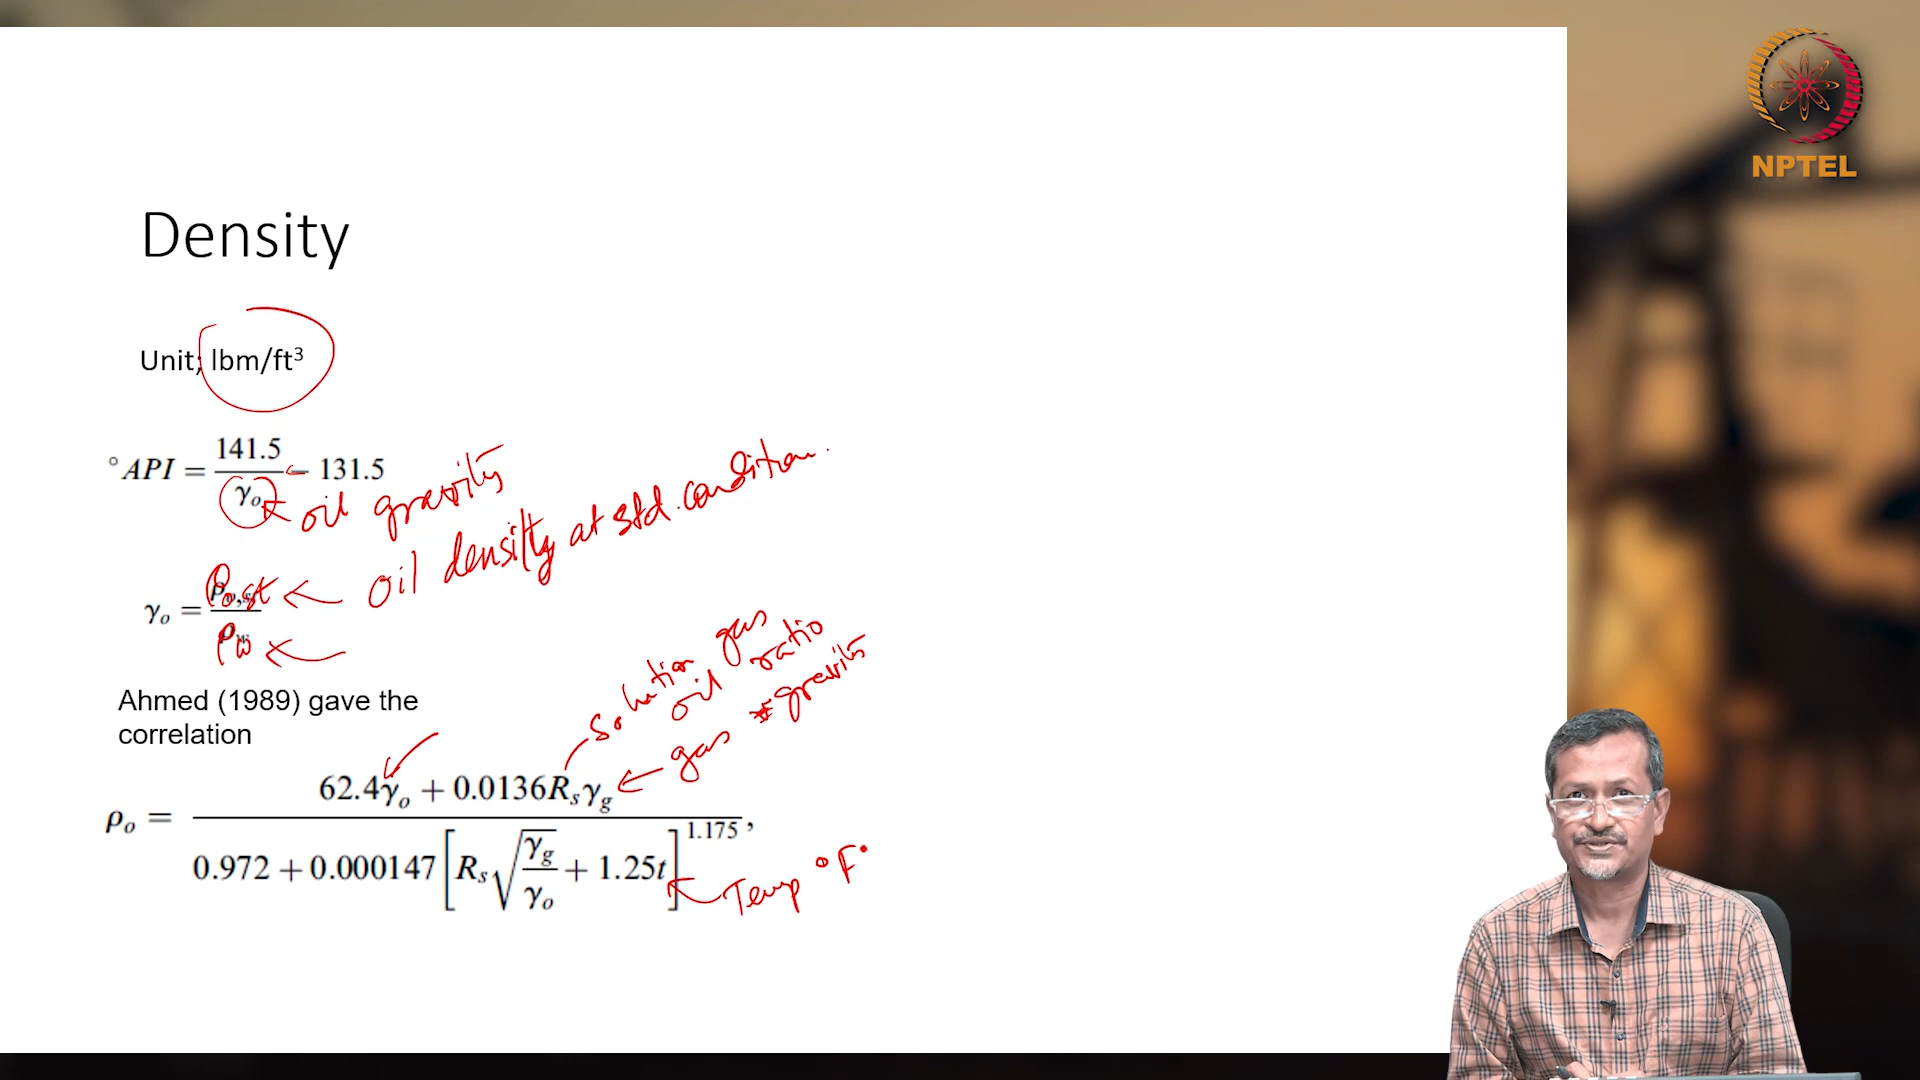 NPTEL
Density
Unit; lbm/ft³
°API = 141.5 / γo − 131.5
oil gravity
γo = ρo,st / ρw
oil density at std. condition.
Ahmed (1989) gave the
correlation
solution gas
oil ratio
gas gravity
ρo = (62.4γo + 0.0136Rsγg) / (0.972 + 0.000147[Rs√(γg/γo) + 1.25t]^1.175),
Temp °F